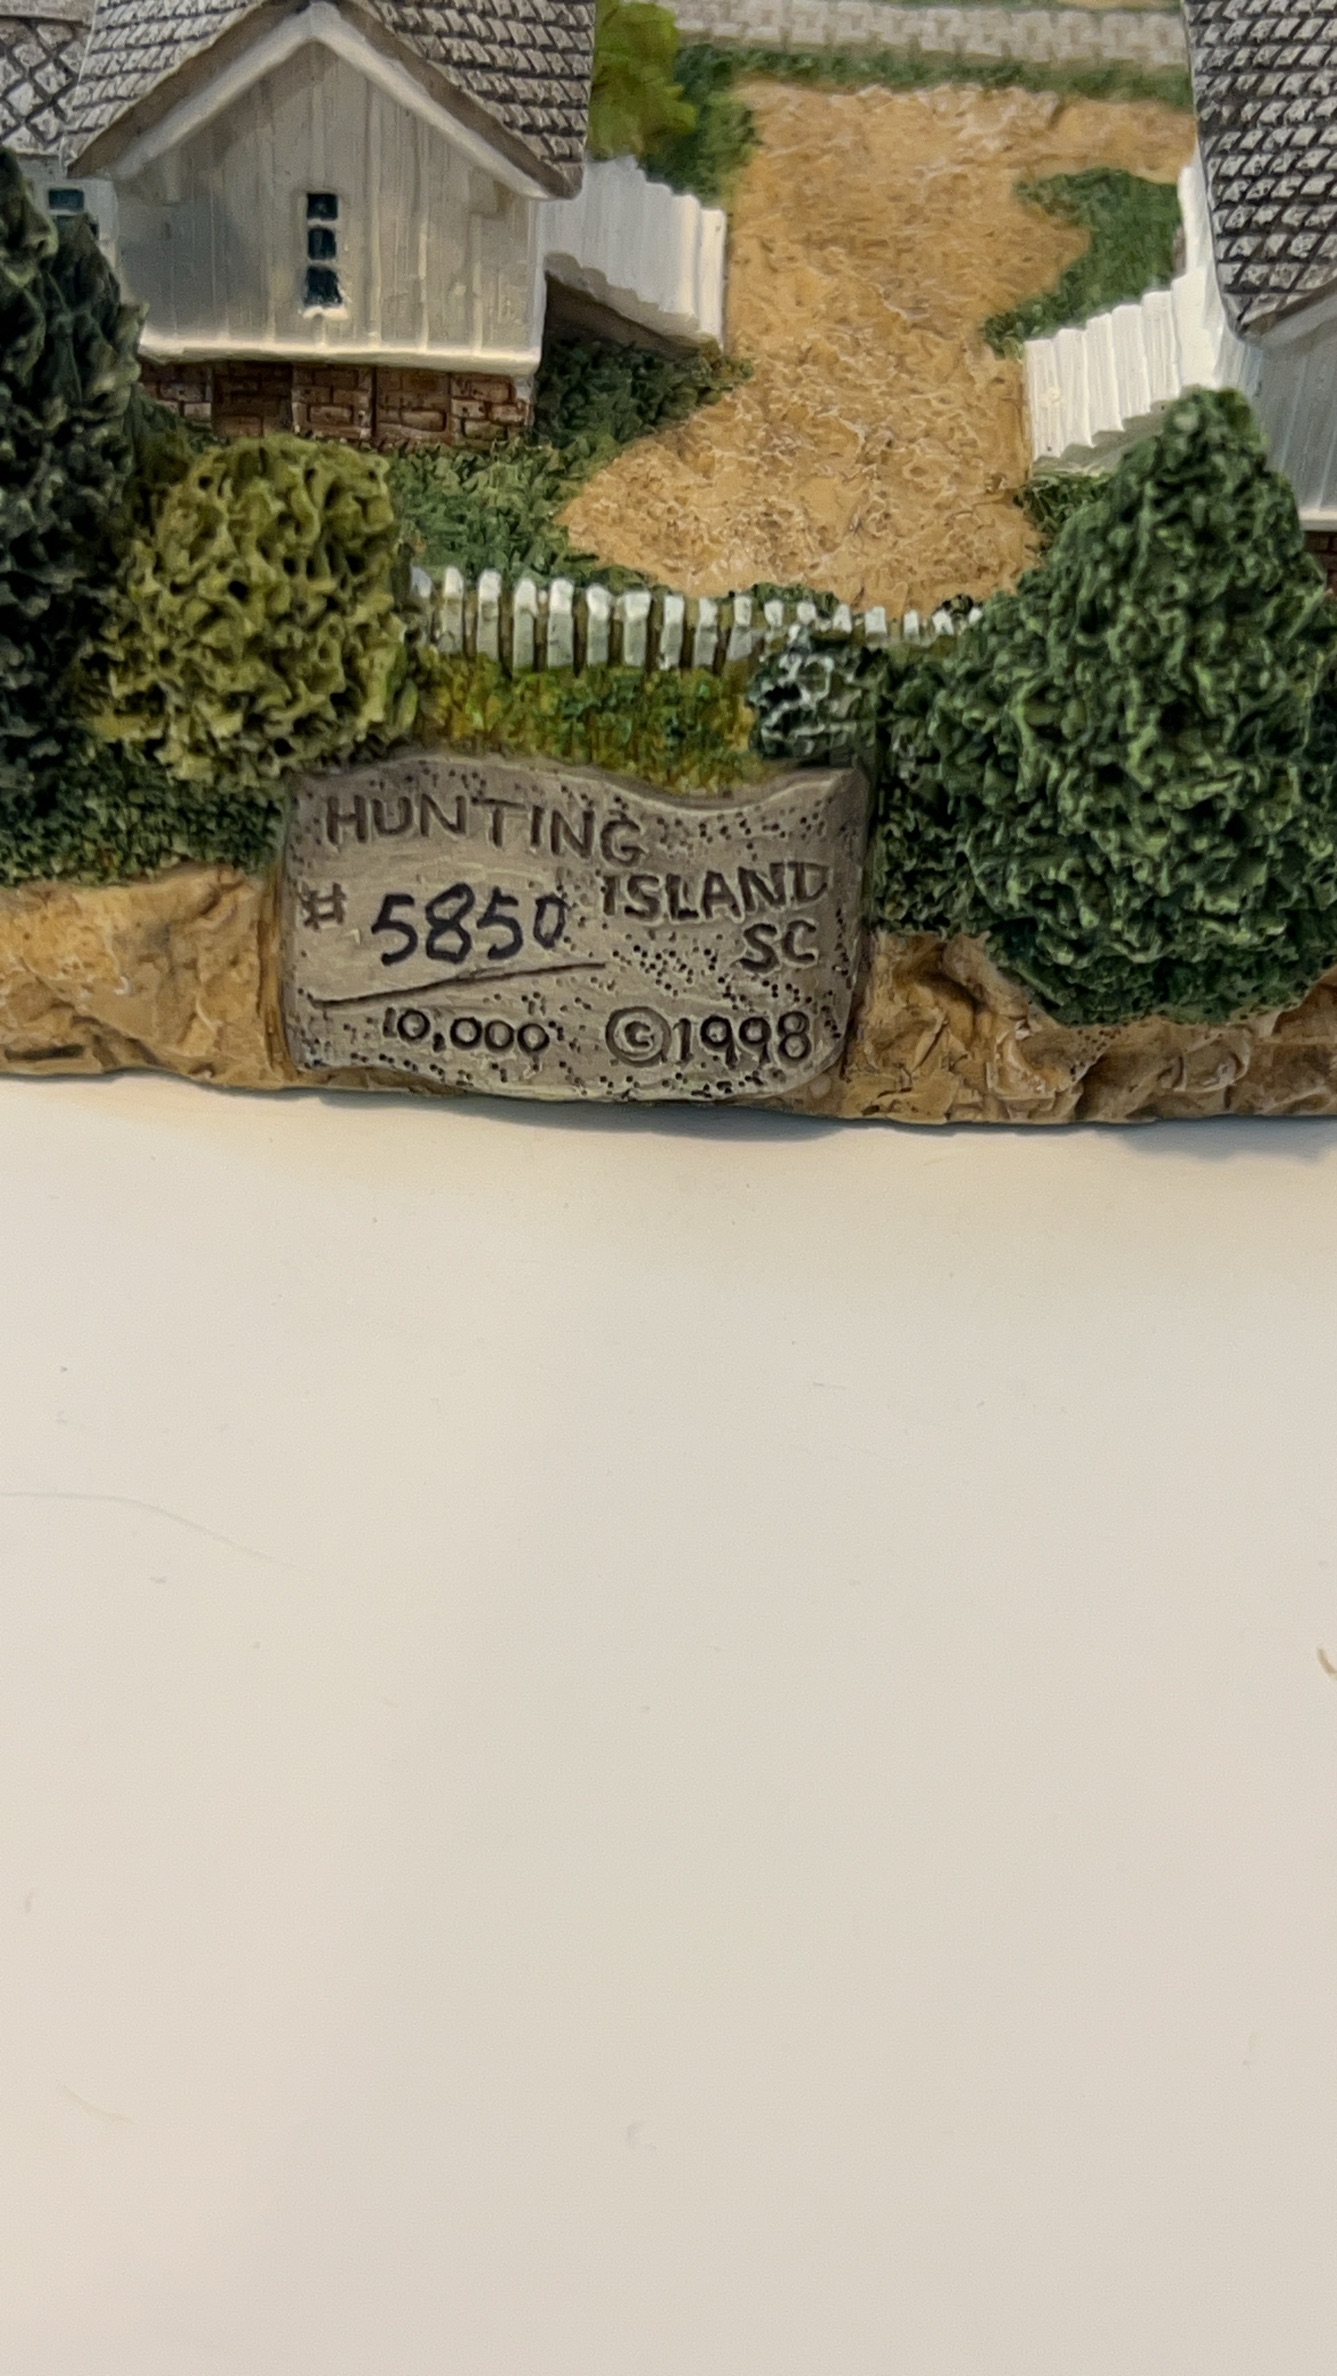 HUNTING
ISLAND
# 5850
SC
10,000 ©1998